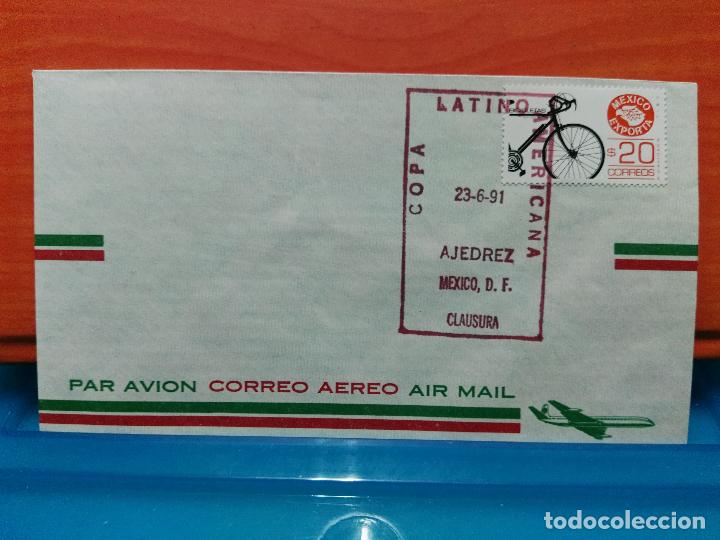 COPA
LATINO
AMERICANA
23-6-91
AJEDREZ
MEXICO, D. F.
CLAUSURA
MEXICO
EXPORTA
$20
CORREOS
PAR AVION CORREO AEREO AIR MAIL
todocoleccion